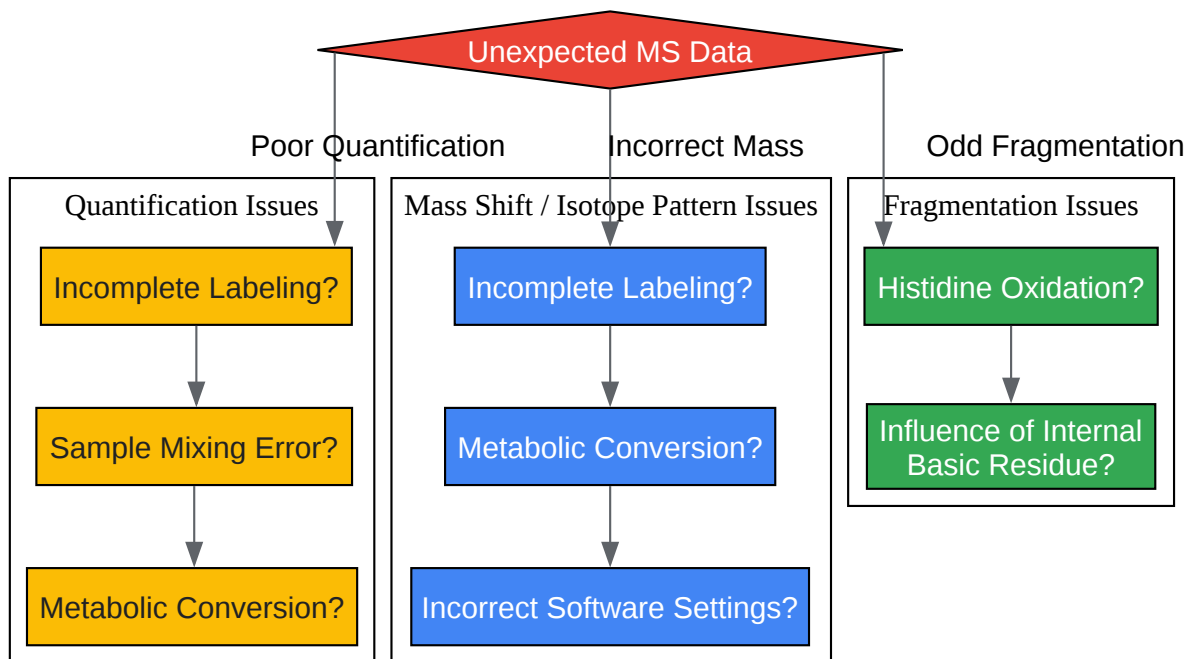 Unexpected MS Data
Poor Quantification
Incorrect Mass
Odd Fragmentation
Quantification Issues
Incomplete Labeling?
Sample Mixing Error?
Metabolic Conversion?
Mass Shift / Isotope Pattern Issues
Incomplete Labeling?
Metabolic Conversion?
Incorrect Software Settings?
Fragmentation Issues
Histidine Oxidation?
Influence of Internal
Basic Residue?